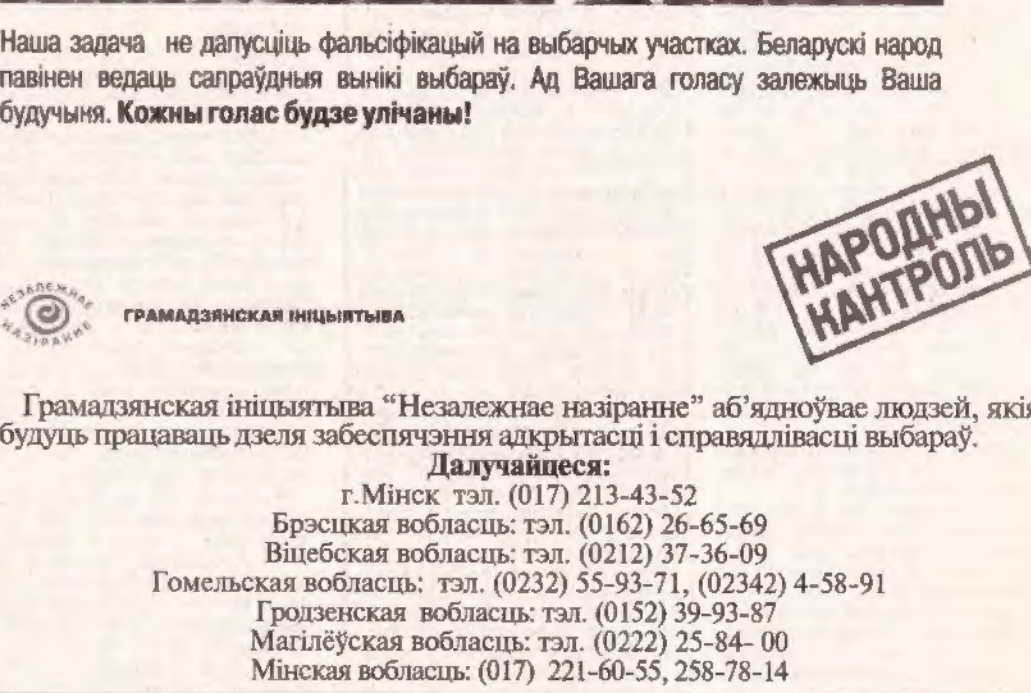 Наша задача не дапусціць фальсіфікацый на выбарчых участках. Беларускі народ
павінен ведаць сапраўдныя вынікі выбараў. Ад Вашага голасу залежыць Ваша
будучыня. Кожны голас будзе улічаны!
НАРОДНЫ
КАНТРОЛЬ
НЕЗАЛЕЖНАЕ
НАЗІРАННЕ
ГРАМАДЗЯНСКАЯ ІНІЦЫЯТЫВА
Грамадзянская ініцыятыва “Незалежнае назіранне” аб’ядноўвае людзей, якія
будуць працаваць дзеля забеспячэння адкрытасці і справядлівасці выбараў.
Далучайцеся:
г.Мінск тэл. (017) 213-43-52
Брэсцкая вобласць: тэл. (0162) 26-65-69
Віцебская вобласць: тэл. (0212) 37-36-09
Гомельская вобласць: тэл. (0232) 55-93-71, (02342) 4-58-91
Гродзенская вобласць: тэл. (0152) 39-93-87
Магілёўская вобласць: тэл. (0222) 25-84- 00
Мінская вобласць: (017) 221-60-55, 258-78-14